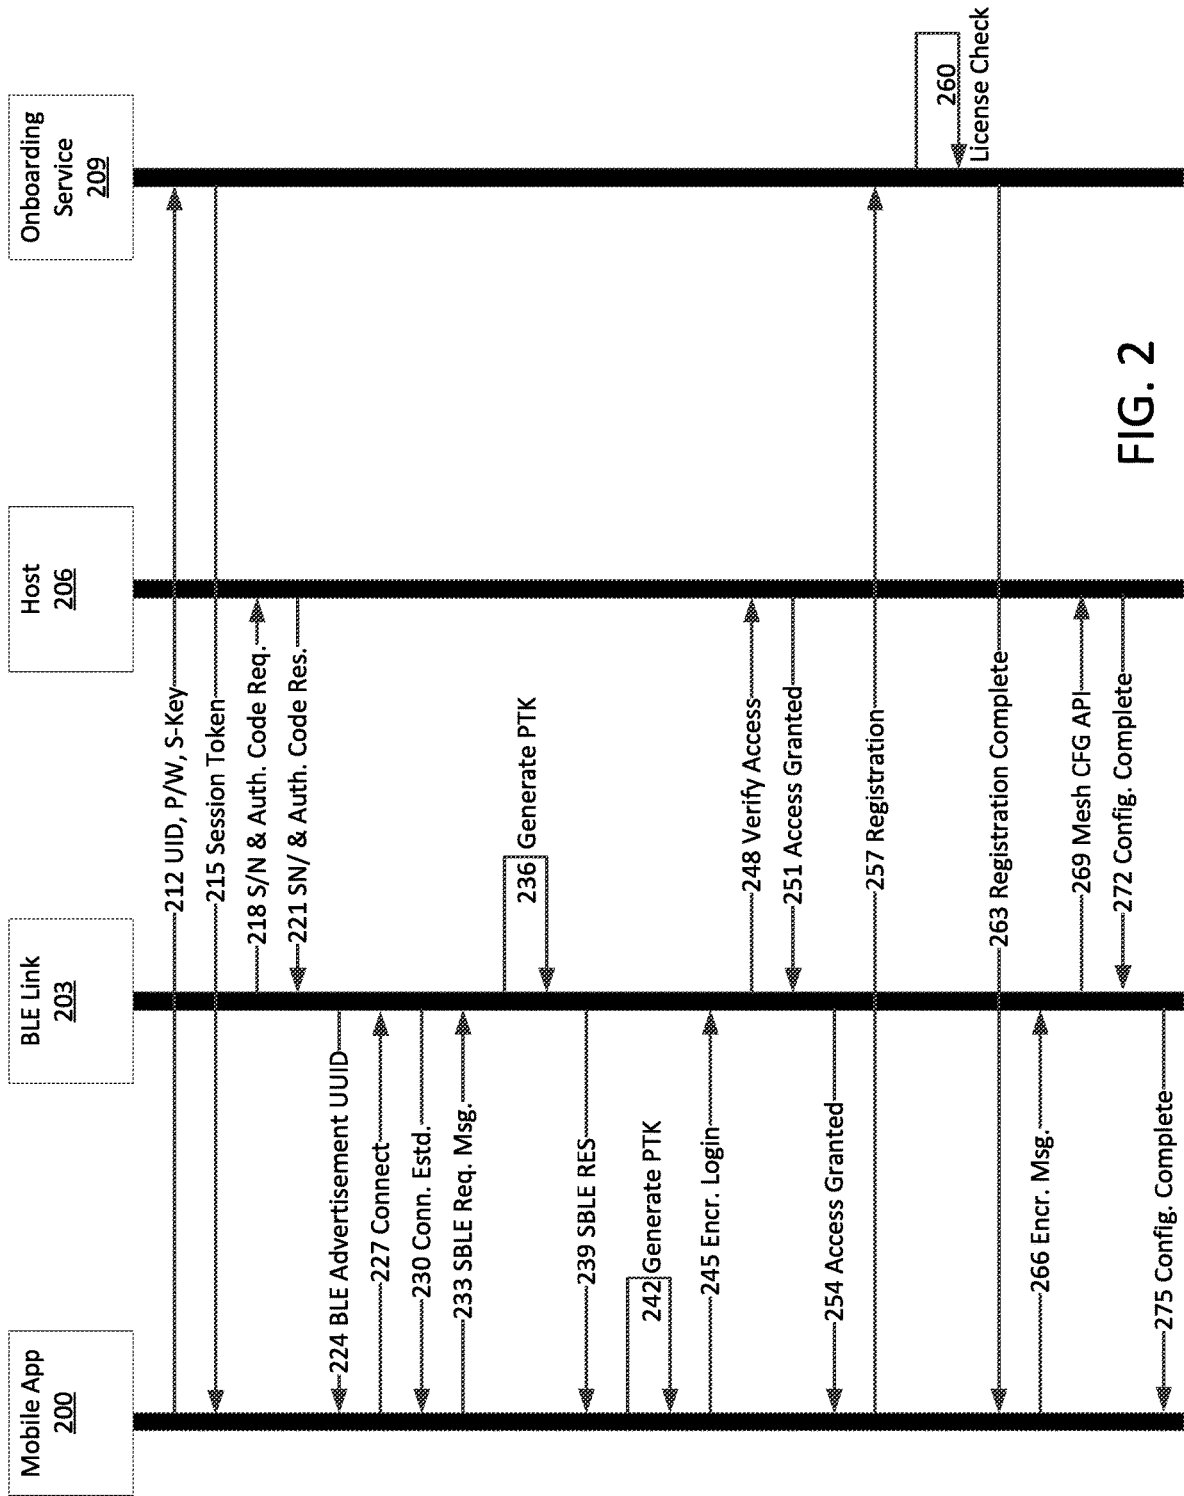 Mobile App
200
BLE Link
203
Host
206
Onboarding
Service
209
212 UID, P/W, S-Key
215 Session Token
218 S/N & Auth. Code Req.
221 SN/ & Auth. Code Res.
224 BLE Advertisement UUID
227 Connect
230 Conn. Estd.
233 SBLE Req. Msg.
236 Generate PTK
239 SBLE RES
242 Generate PTK
245 Encr. Login
248 Verify Access
251 Access Granted
254 Access Granted
257 Registration
260
License Check
263 Registration Complete
266 Encr. Msg.
269 Mesh CFG API
272 Config. Complete
275 Config. Complete
FIG. 2